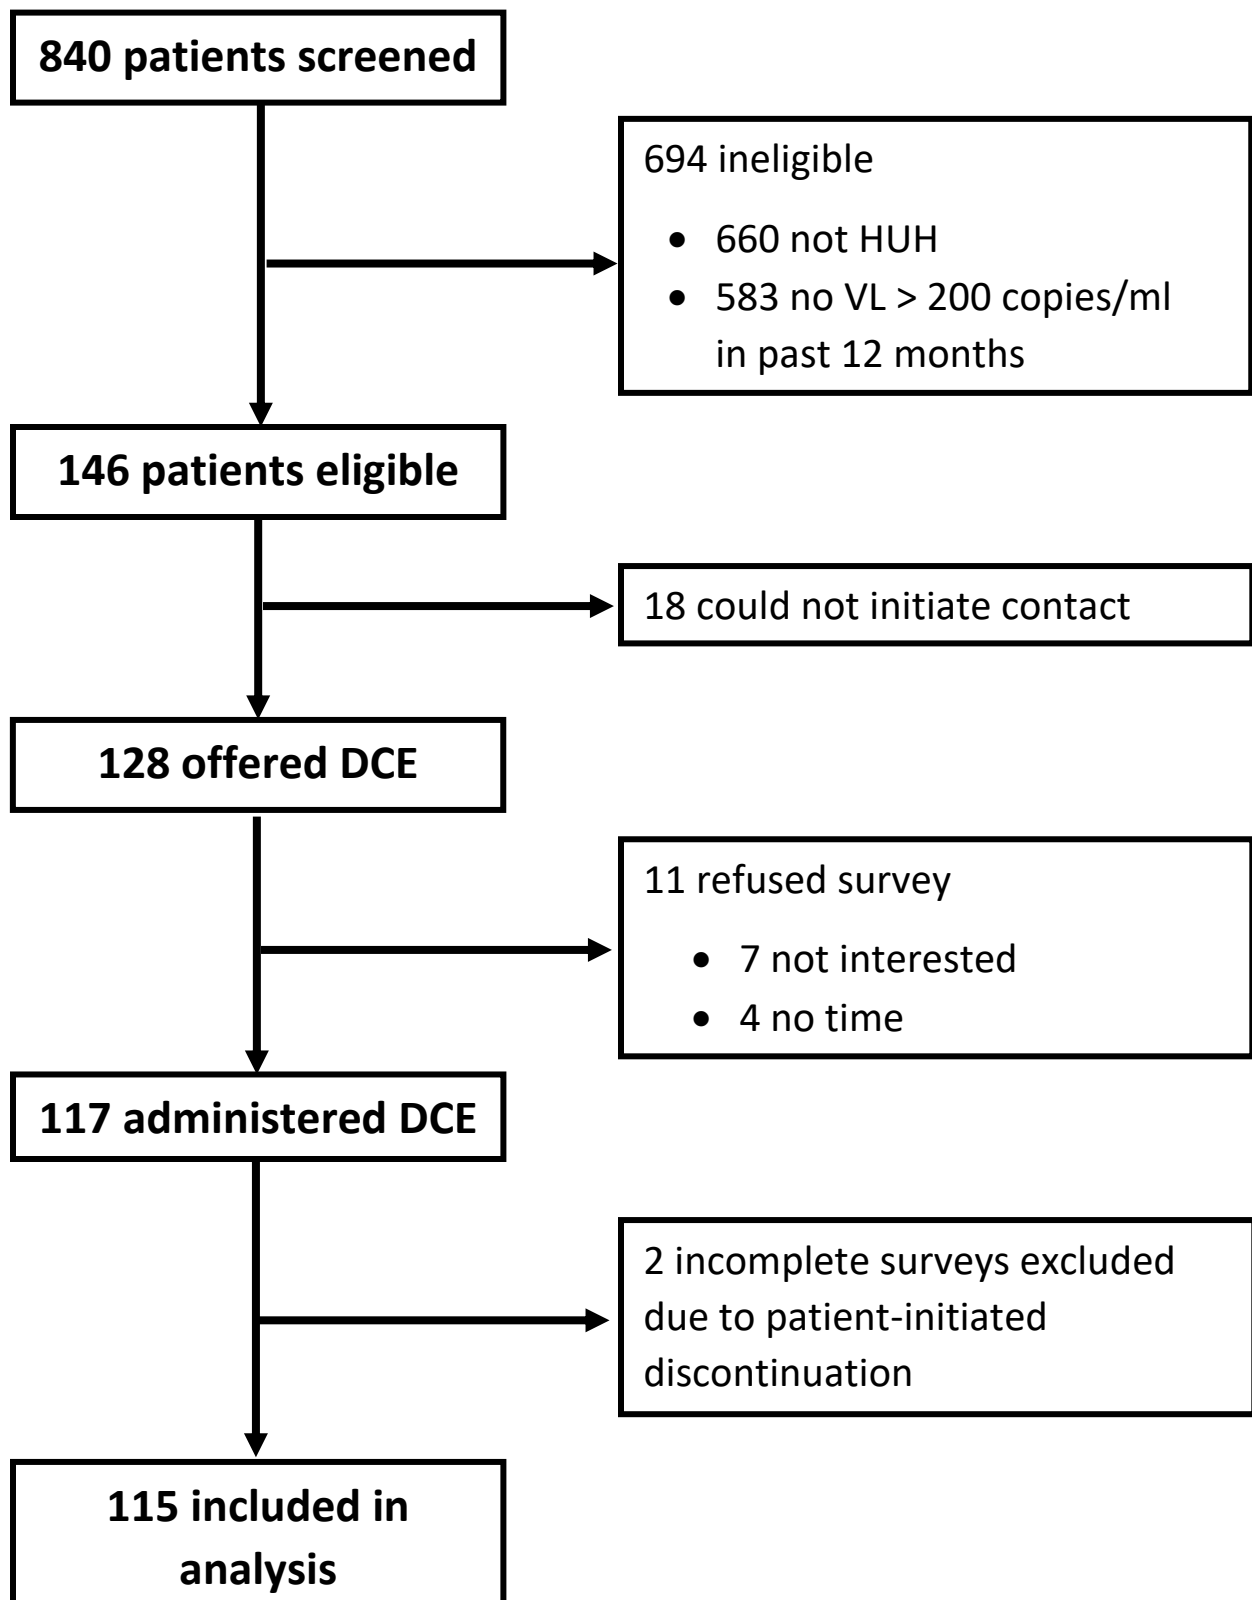 840 patients screened
694 ineligible
• 660 not HUH
• 583 no VL > 200 copies/ml
in past 12 months
146 patients eligible
18 could not initiate contact
128 offered DCE
11 refused survey
• 7 not interested
• 4 no time
117 administered DCE
2 incomplete surveys excluded
due to patient-initiated
discontinuation
115 included in
analysis